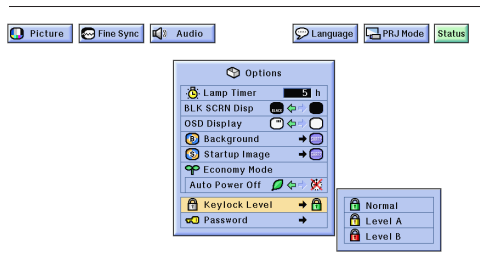 Picture Fine Sync Audio Language PRJ Mode Status
Options
Lamp Timer 5 h
BLK SCRN Disp
OSD Display
Background
Startup Image
Economy Mode
Auto Power Off
Keylock Level
Password
Normal
Level A
Level B